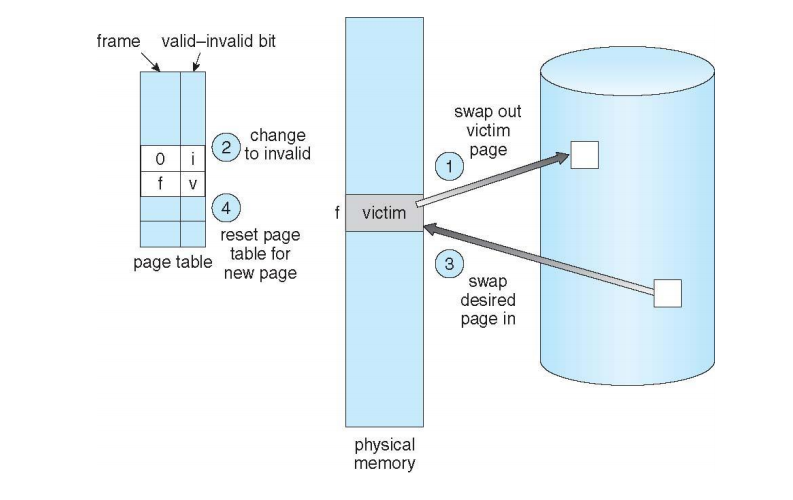 frame
valid–invalid bit
0 i
f v
2
change
to invalid
4
reset page
table for
new page
page table
f
victim
physical
memory
swap out
victim
page
1
3
swap
desired
page in